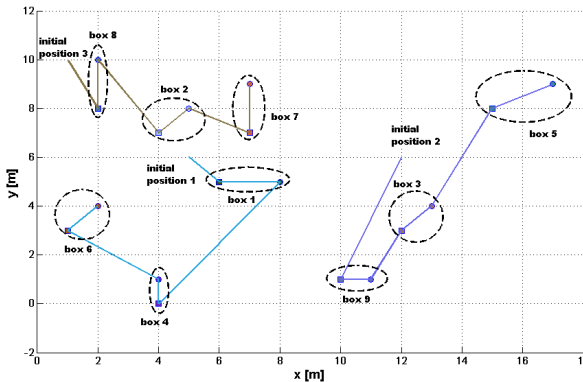 12
10
8
6
4
2
0
-2
y [m]
initial
position 3
box 8
box 2
box 7
initial
position 1
box 1
box 6
box 4
initial
position 2
box 3
box 5
box 9
0
2
4
6
8
10
12
14
16
x [m]